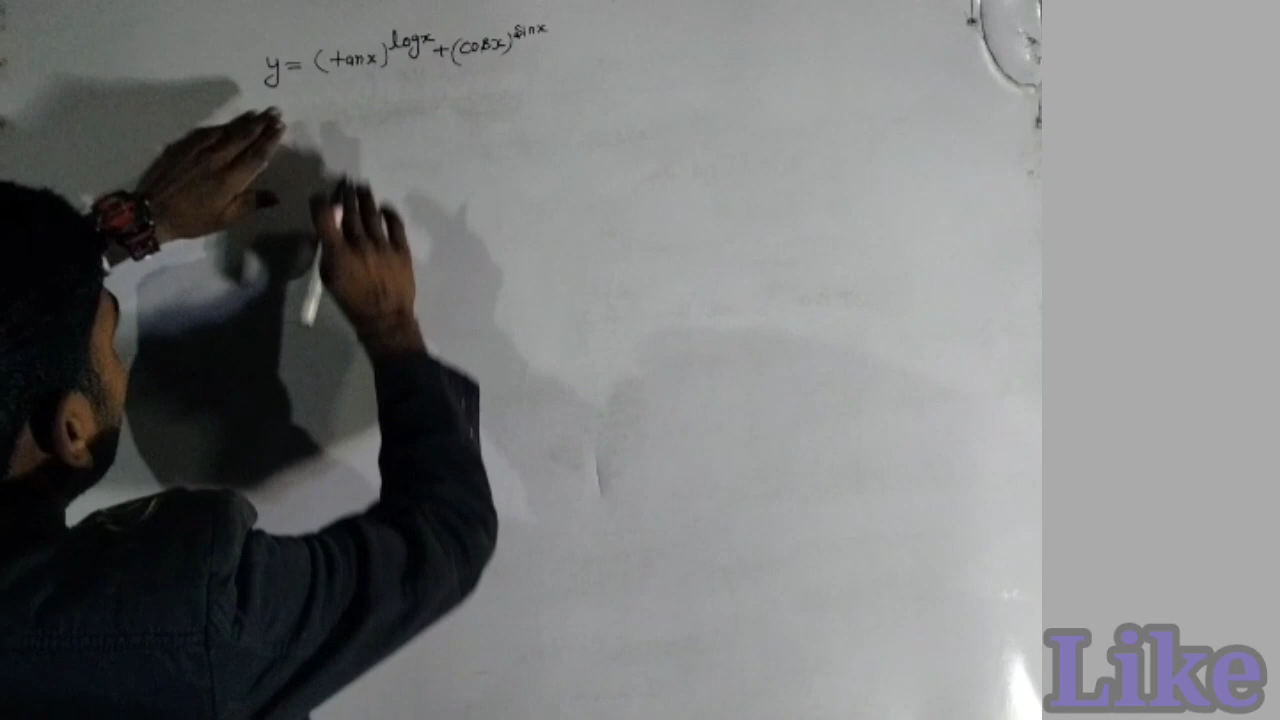 y = (tanx)^logx + (cosx)^sinx
Like